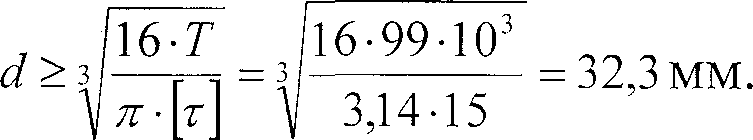 d ≥ ∛(16·T / π·[τ]) = ∛(16·99·10³ / 3,14·15) = 32,3 мм.